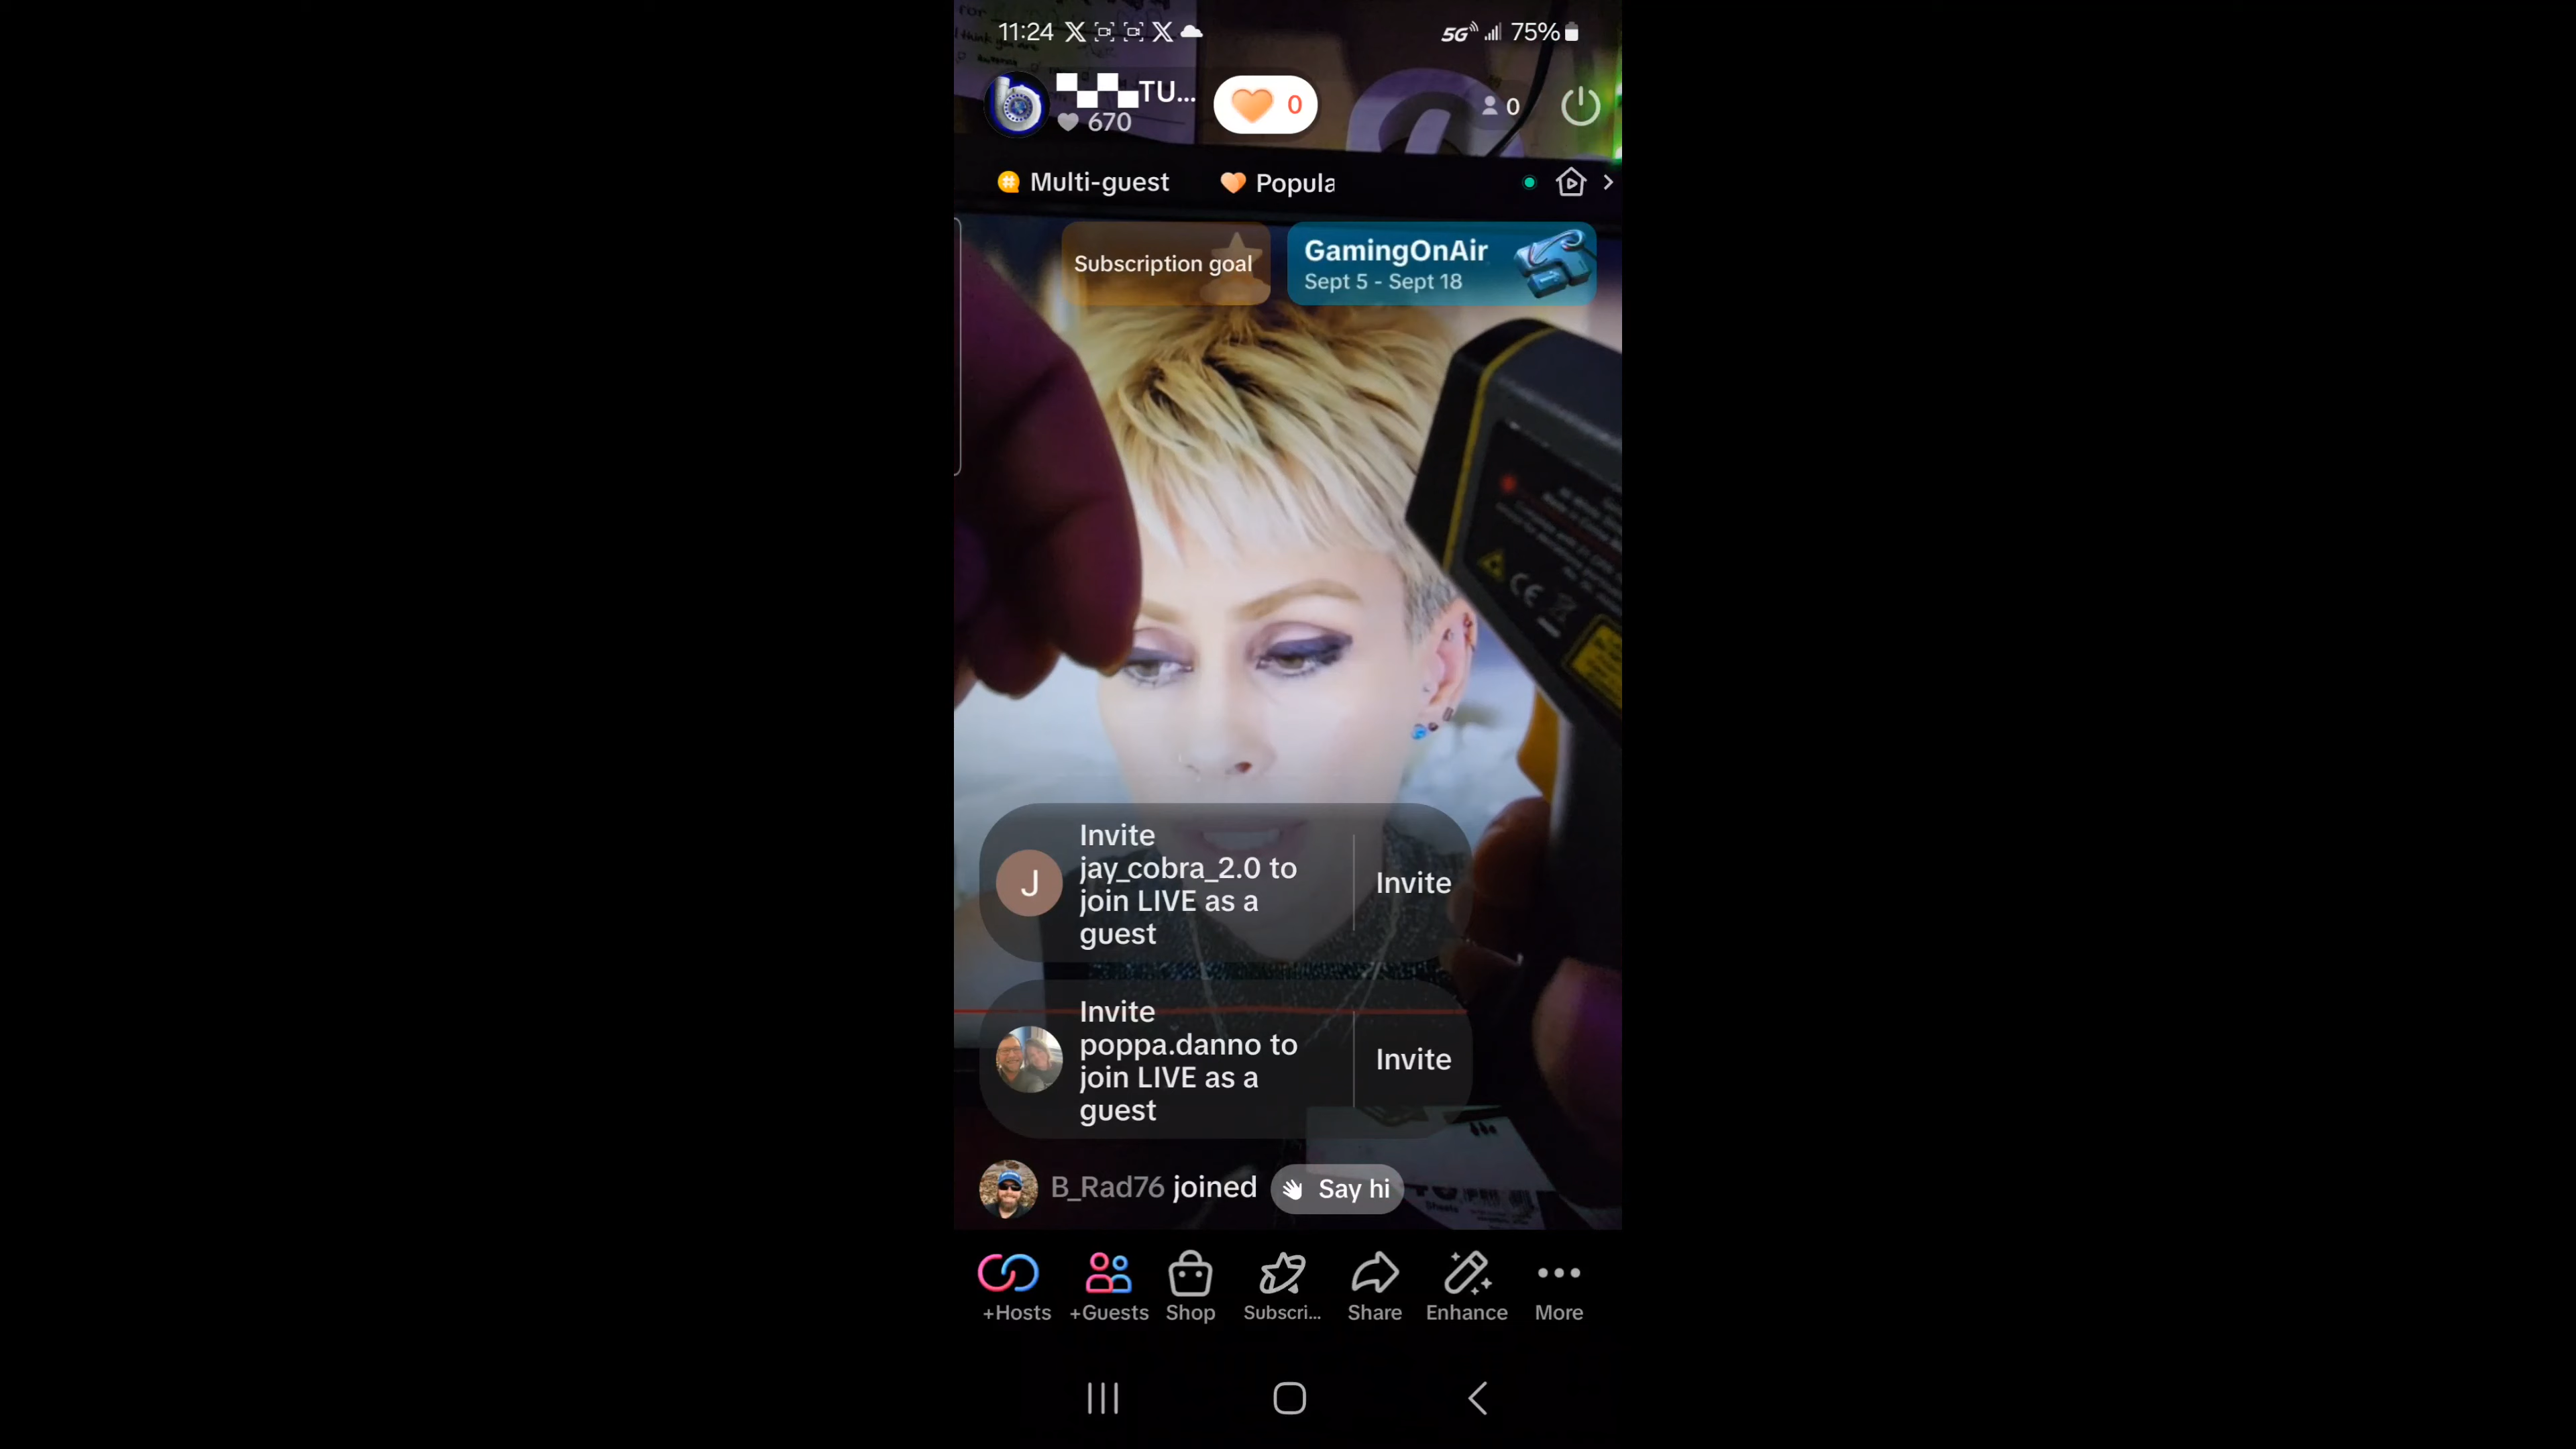 11:24
5G
75%
TU...
670
0
0
Multi-guest
Popula
Subscription goal
GamingOnAir
Sept 5 - Sept 18
CE
Invite
jay_cobra_2.0 to
join LIVE as a
guest
Invite
J
Invite
poppa.danno to
join LIVE as a
guest
Invite
B_Rad76 joined
Say hi
Sheets
+Hosts
+Guests
Shop
Subscri...
Share
Enhance
More